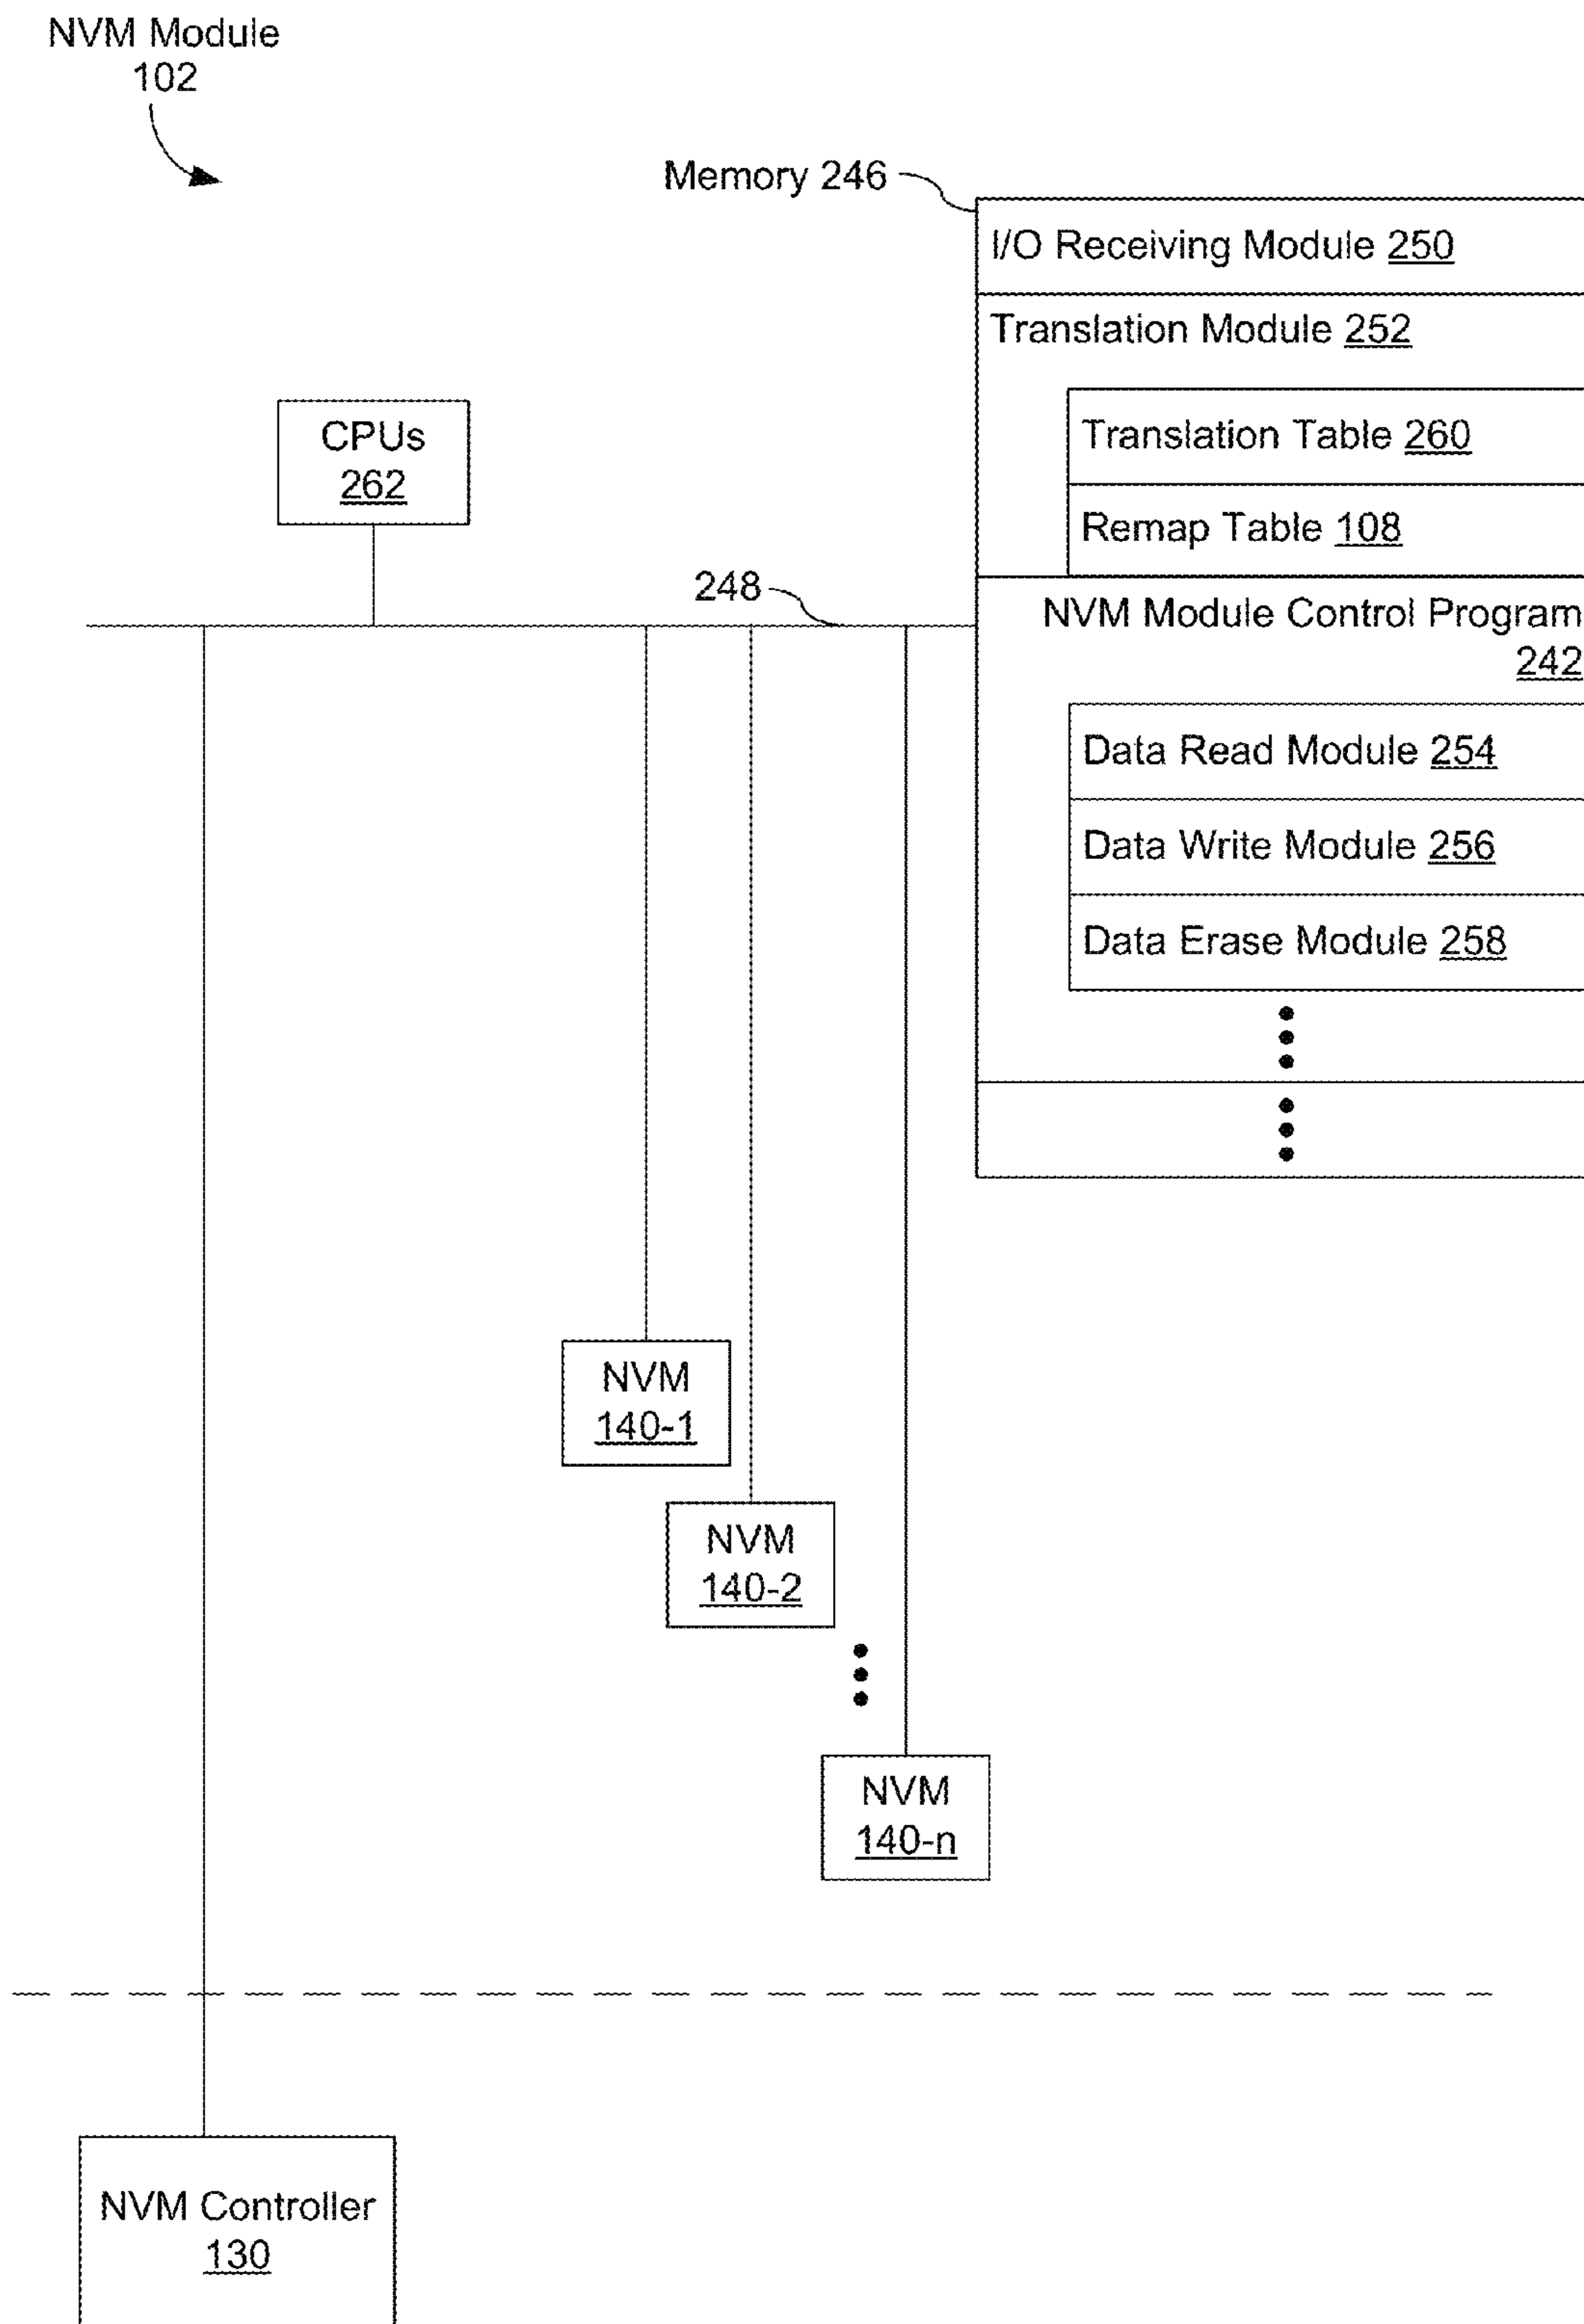 NVM Module
102
Memory 246
I/O Receiving Module 250
Translation Module 252
Translation Table 260
Remap Table 108
CPUs
262
248
NVM Module Control Program
242
Data Read Module 254
Data Write Module 256
Data Erase Module 258
NVM
140-1
NVM
140-2
NVM
140-n
NVM Controller
130